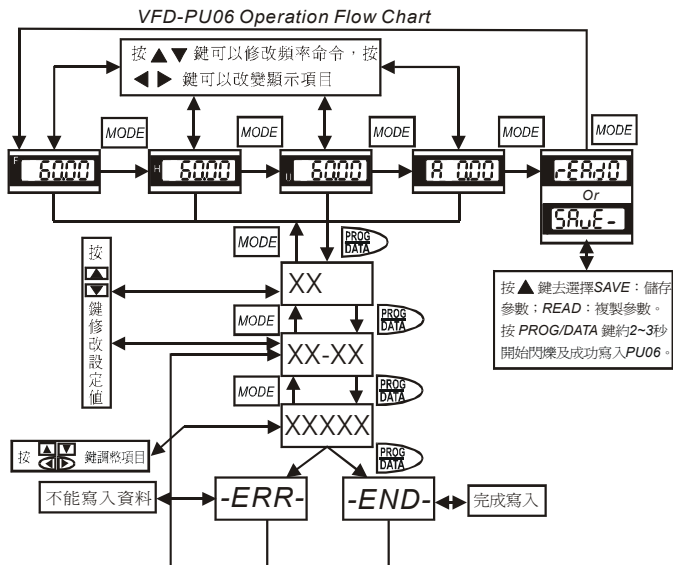 VFD-PU06 Operation Flow Chart
按▲▼ 鍵可以修改頻率命令，按
◀ ▶ 鍵可以改變顯示項目
MODE
MODE
MODE
MODE
MODE
F 60.00
H 60.00
U 60.00
A 0.00
rEAd0
Or
SAvE-
按▲鍵去選擇SAVE：儲存
參數；READ：複製參數。
按 PROG/DATA 鍵約2~3秒
開始閃爍及成功寫入PU06。
MODE
PROG
DATA
按▲▼鍵修改設定值
XX
MODE
PROG
DATA
XX-XX
MODE
PROG
DATA
XXXXX
按▲▼◀▶ 鍵調整項目
PROG
DATA
不能寫入資料
-ERR-
-END-
完成寫入